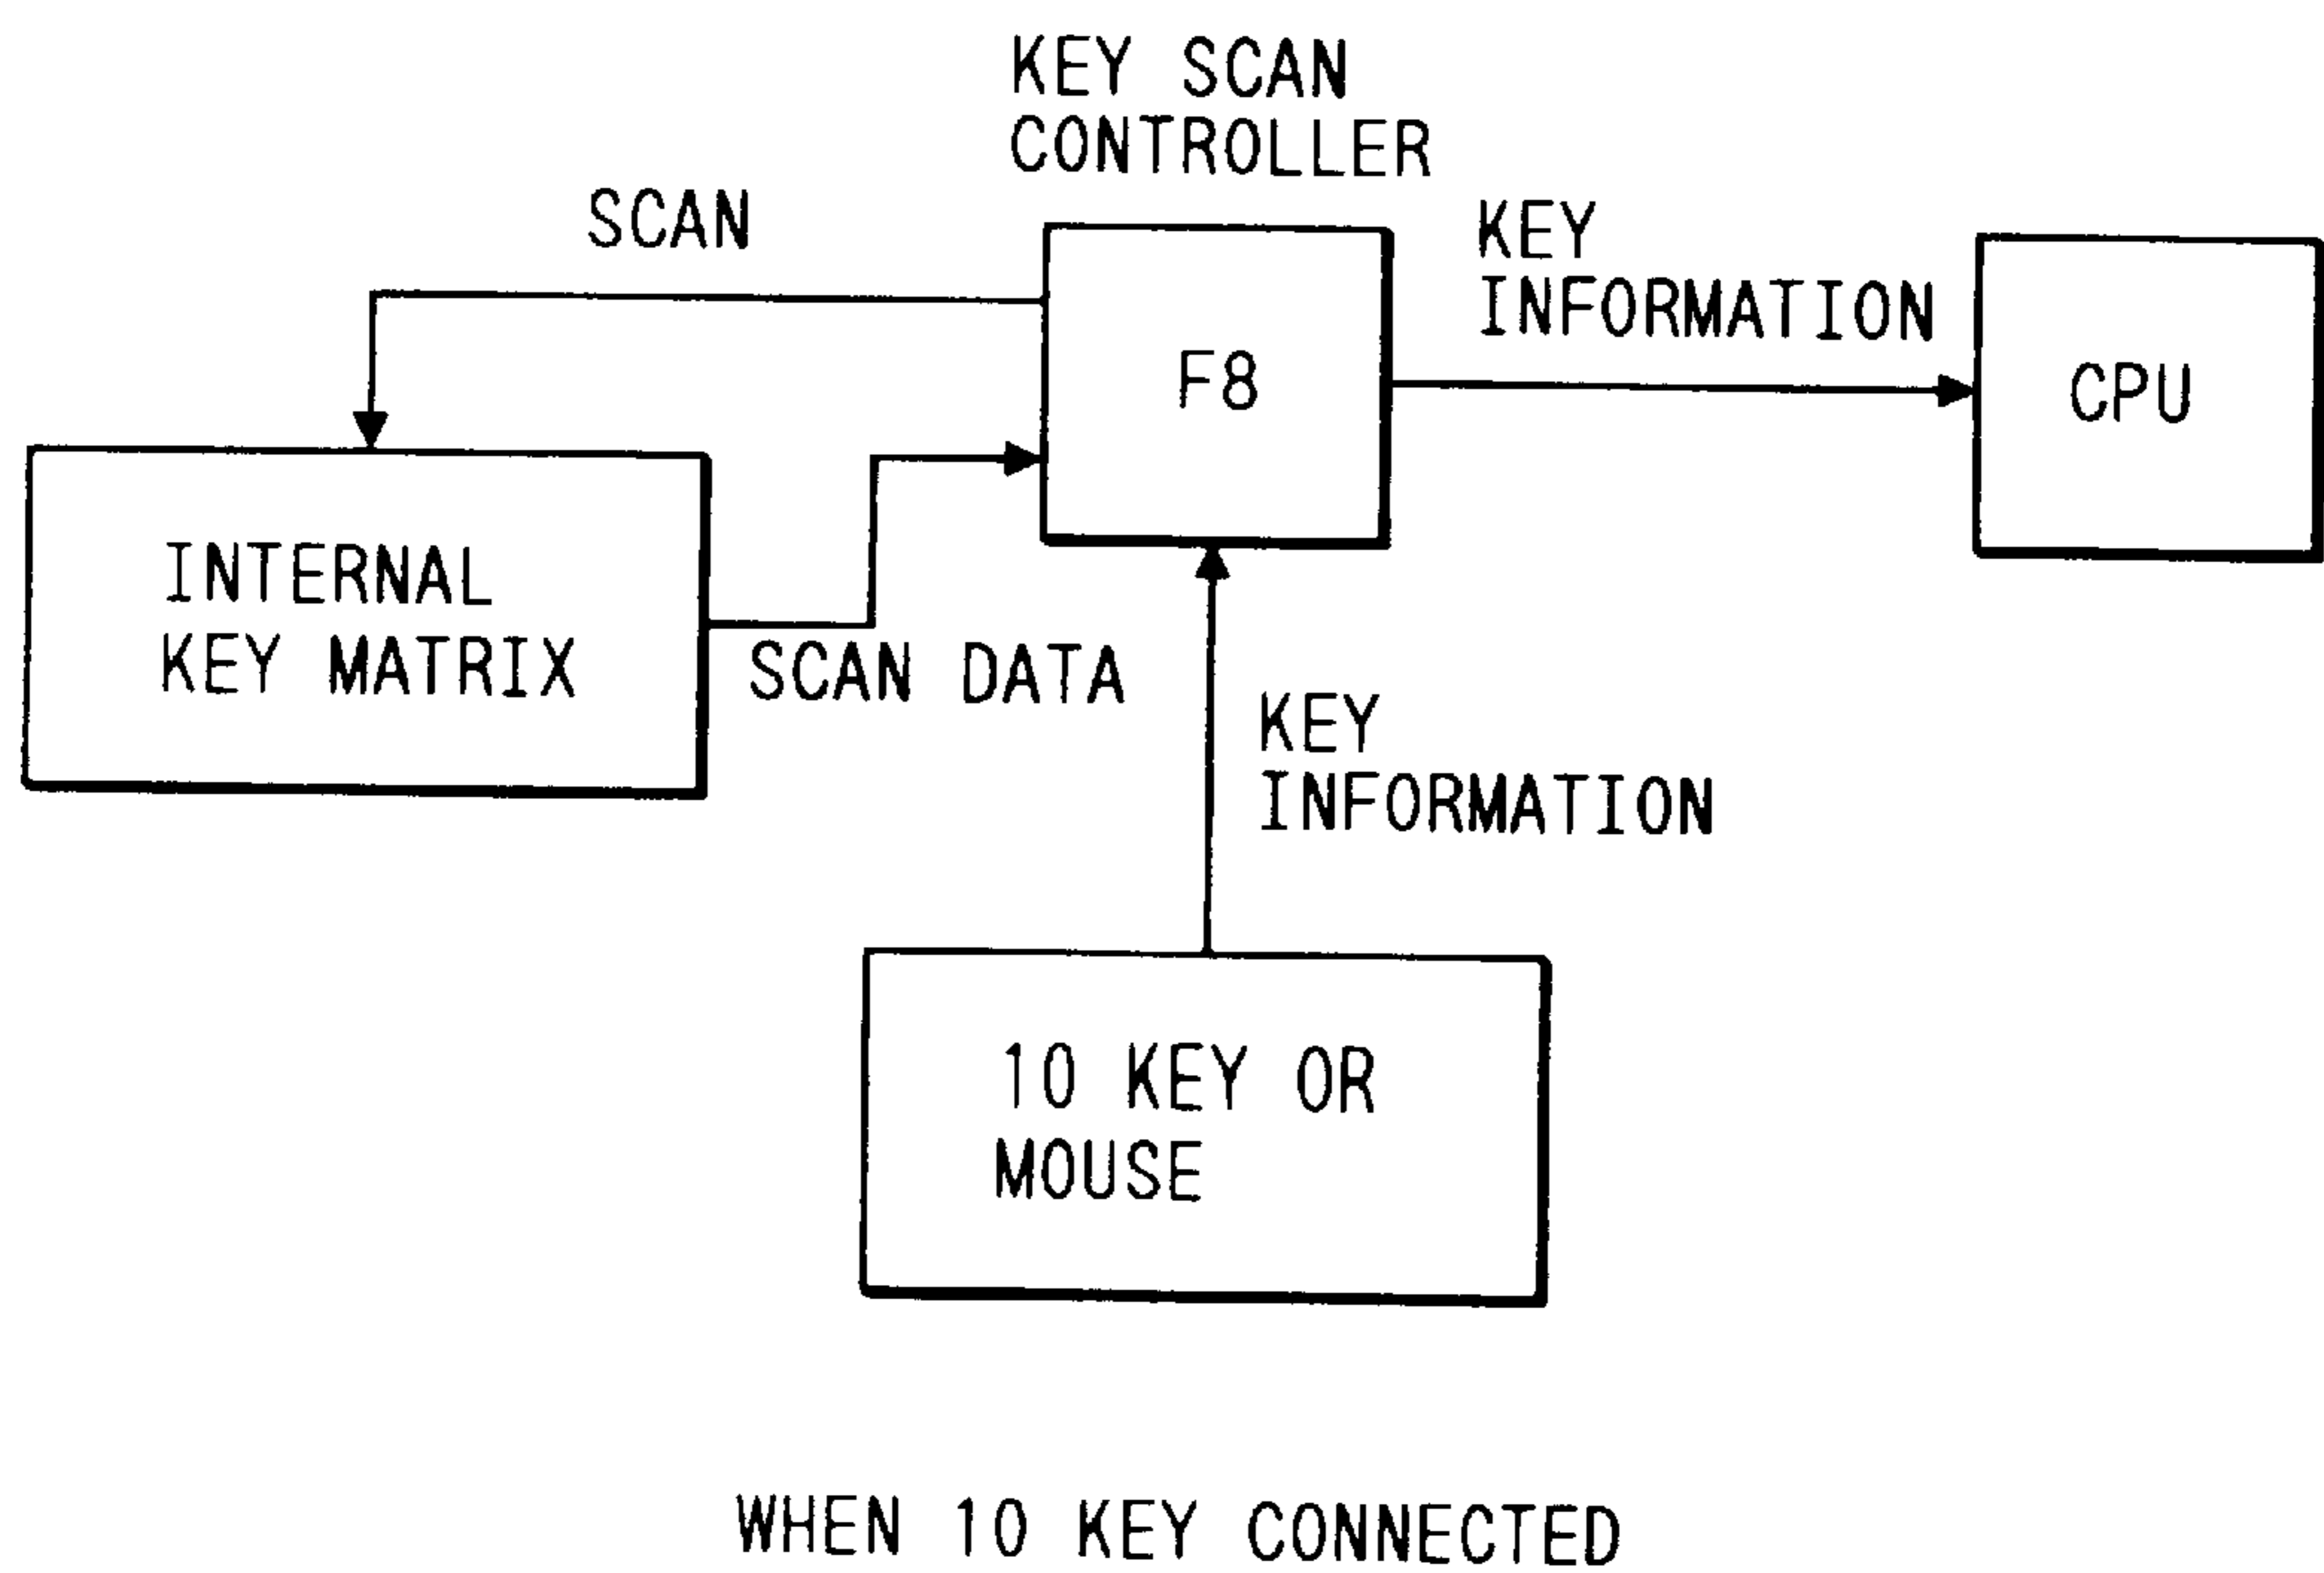 KEY SCAN
CONTROLLER
SCAN
KEY
INFORMATION
F8
CPU
INTERNAL
KEY MATRIX
SCAN DATA
KEY
INFORMATION
10 KEY OR
MOUSE
WHEN 10 KEY CONNECTED